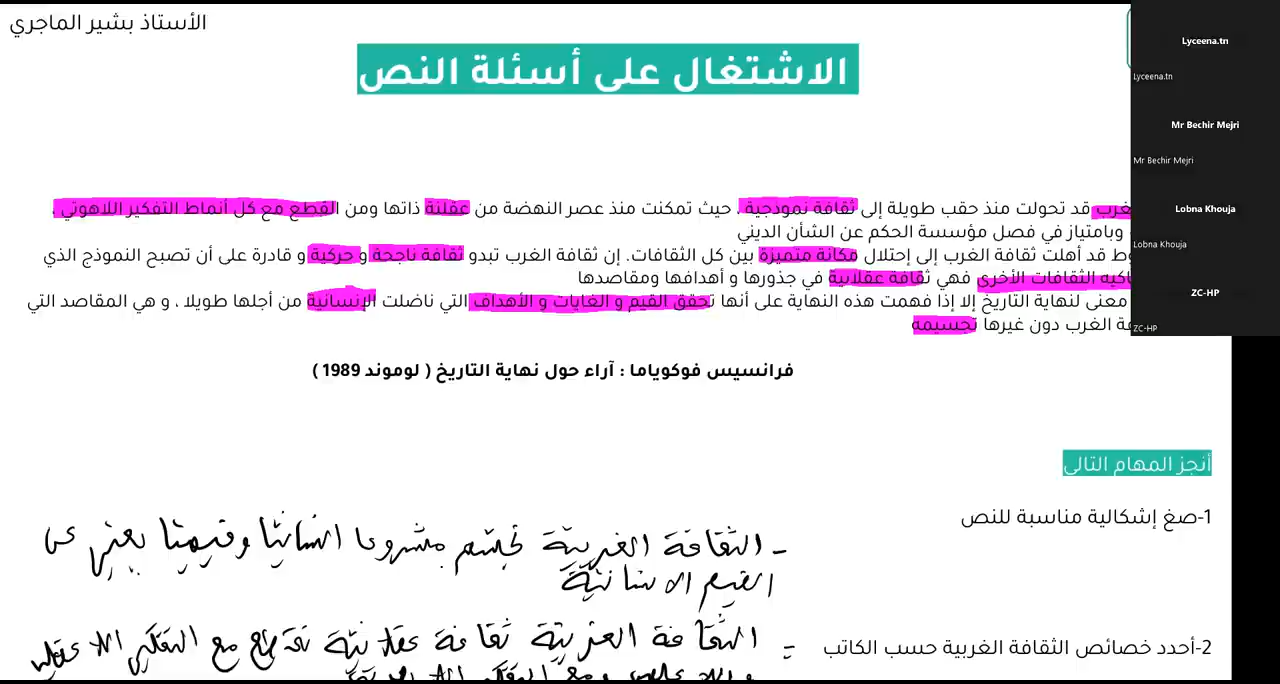 الأستاذ بشير الماجري
الاشتغال على أسئلة النص
غرب قد تحولت منذ حقب طويلة إلى ثقافة نموذجية ، حيث تمكنت منذ عصر النهضة من عقلنة ذاتها ومن القطع مع كل أنماط التفكير اللاهوتي .
وبامتياز في فصل مؤسسة الحكم عن الشأن الديني
وط قد أهلت ثقافة الغرب إلى إحتلال مكانة متميزة بين كل الثقافات. إن ثقافة الغرب تبدو ثقافة ناجحة و حركية و قادرة على أن تصبح النموذج الذي
اكيه الثقافات الأخرى فهي ثقافة عقلانية في جذورها و أهدافها ومقاصدها
معنى لنهاية التاريخ إلا إذا فهمت هذه النهاية على أنها تحقق القيم و الغايات و الأهداف التي ناضلت الإنسانية من أجلها طويلا ، و هي المقاصد التي
فة الغرب دون غيرها تجسيمه
فرانسيس فوكوياما : آراء حول نهاية التاريخ ( لوموند 1989 )
أنجز المهام التالي
1-صغ إشكالية مناسبة للنص
- الثقافة الغربية تجسم مشروعا انسانيا وقيميا يعبر عن
القيم الانسانية
2-أحدد خصائص الثقافة الغربية حسب الكاتب
= الثقافة الغربية ثقافة عقلانية تقطع مع التفكير
Lyceena.tn
Lyceena.tn
Mr Bechir Mejri
Mr Bechir Mejri
Lobna Khouja
Lobna Khouja
ZC-HP
ZC-HP